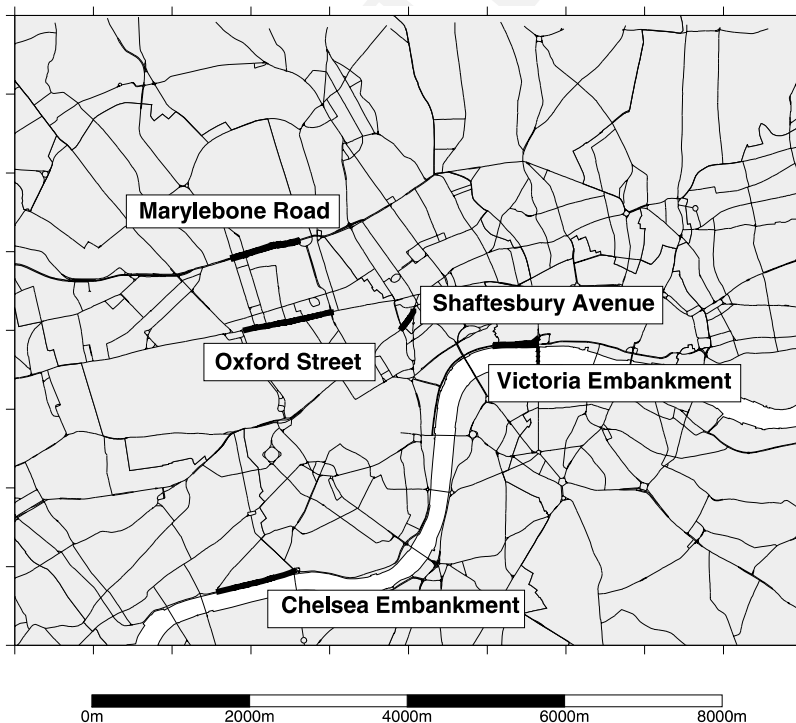 Marylebone Road
Shaftesbury Avenue
Oxford Street
Victoria Embankment
Chelsea Embankment
0m 2000m 4000m 6000m 8000m